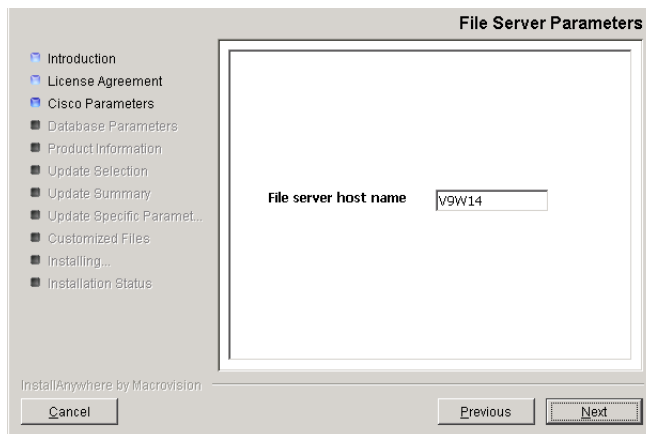 File Server Parameters
Introduction
License Agreement
Cisco Parameters
Database Parameters
Product Information
Update Selection
Update Summary
Update Specific Paramet...
Customized Files
Installing...
Installation Status
File server host name
V9W14
InstallAnywhere by Macrovision
Cancel
Previous
Next